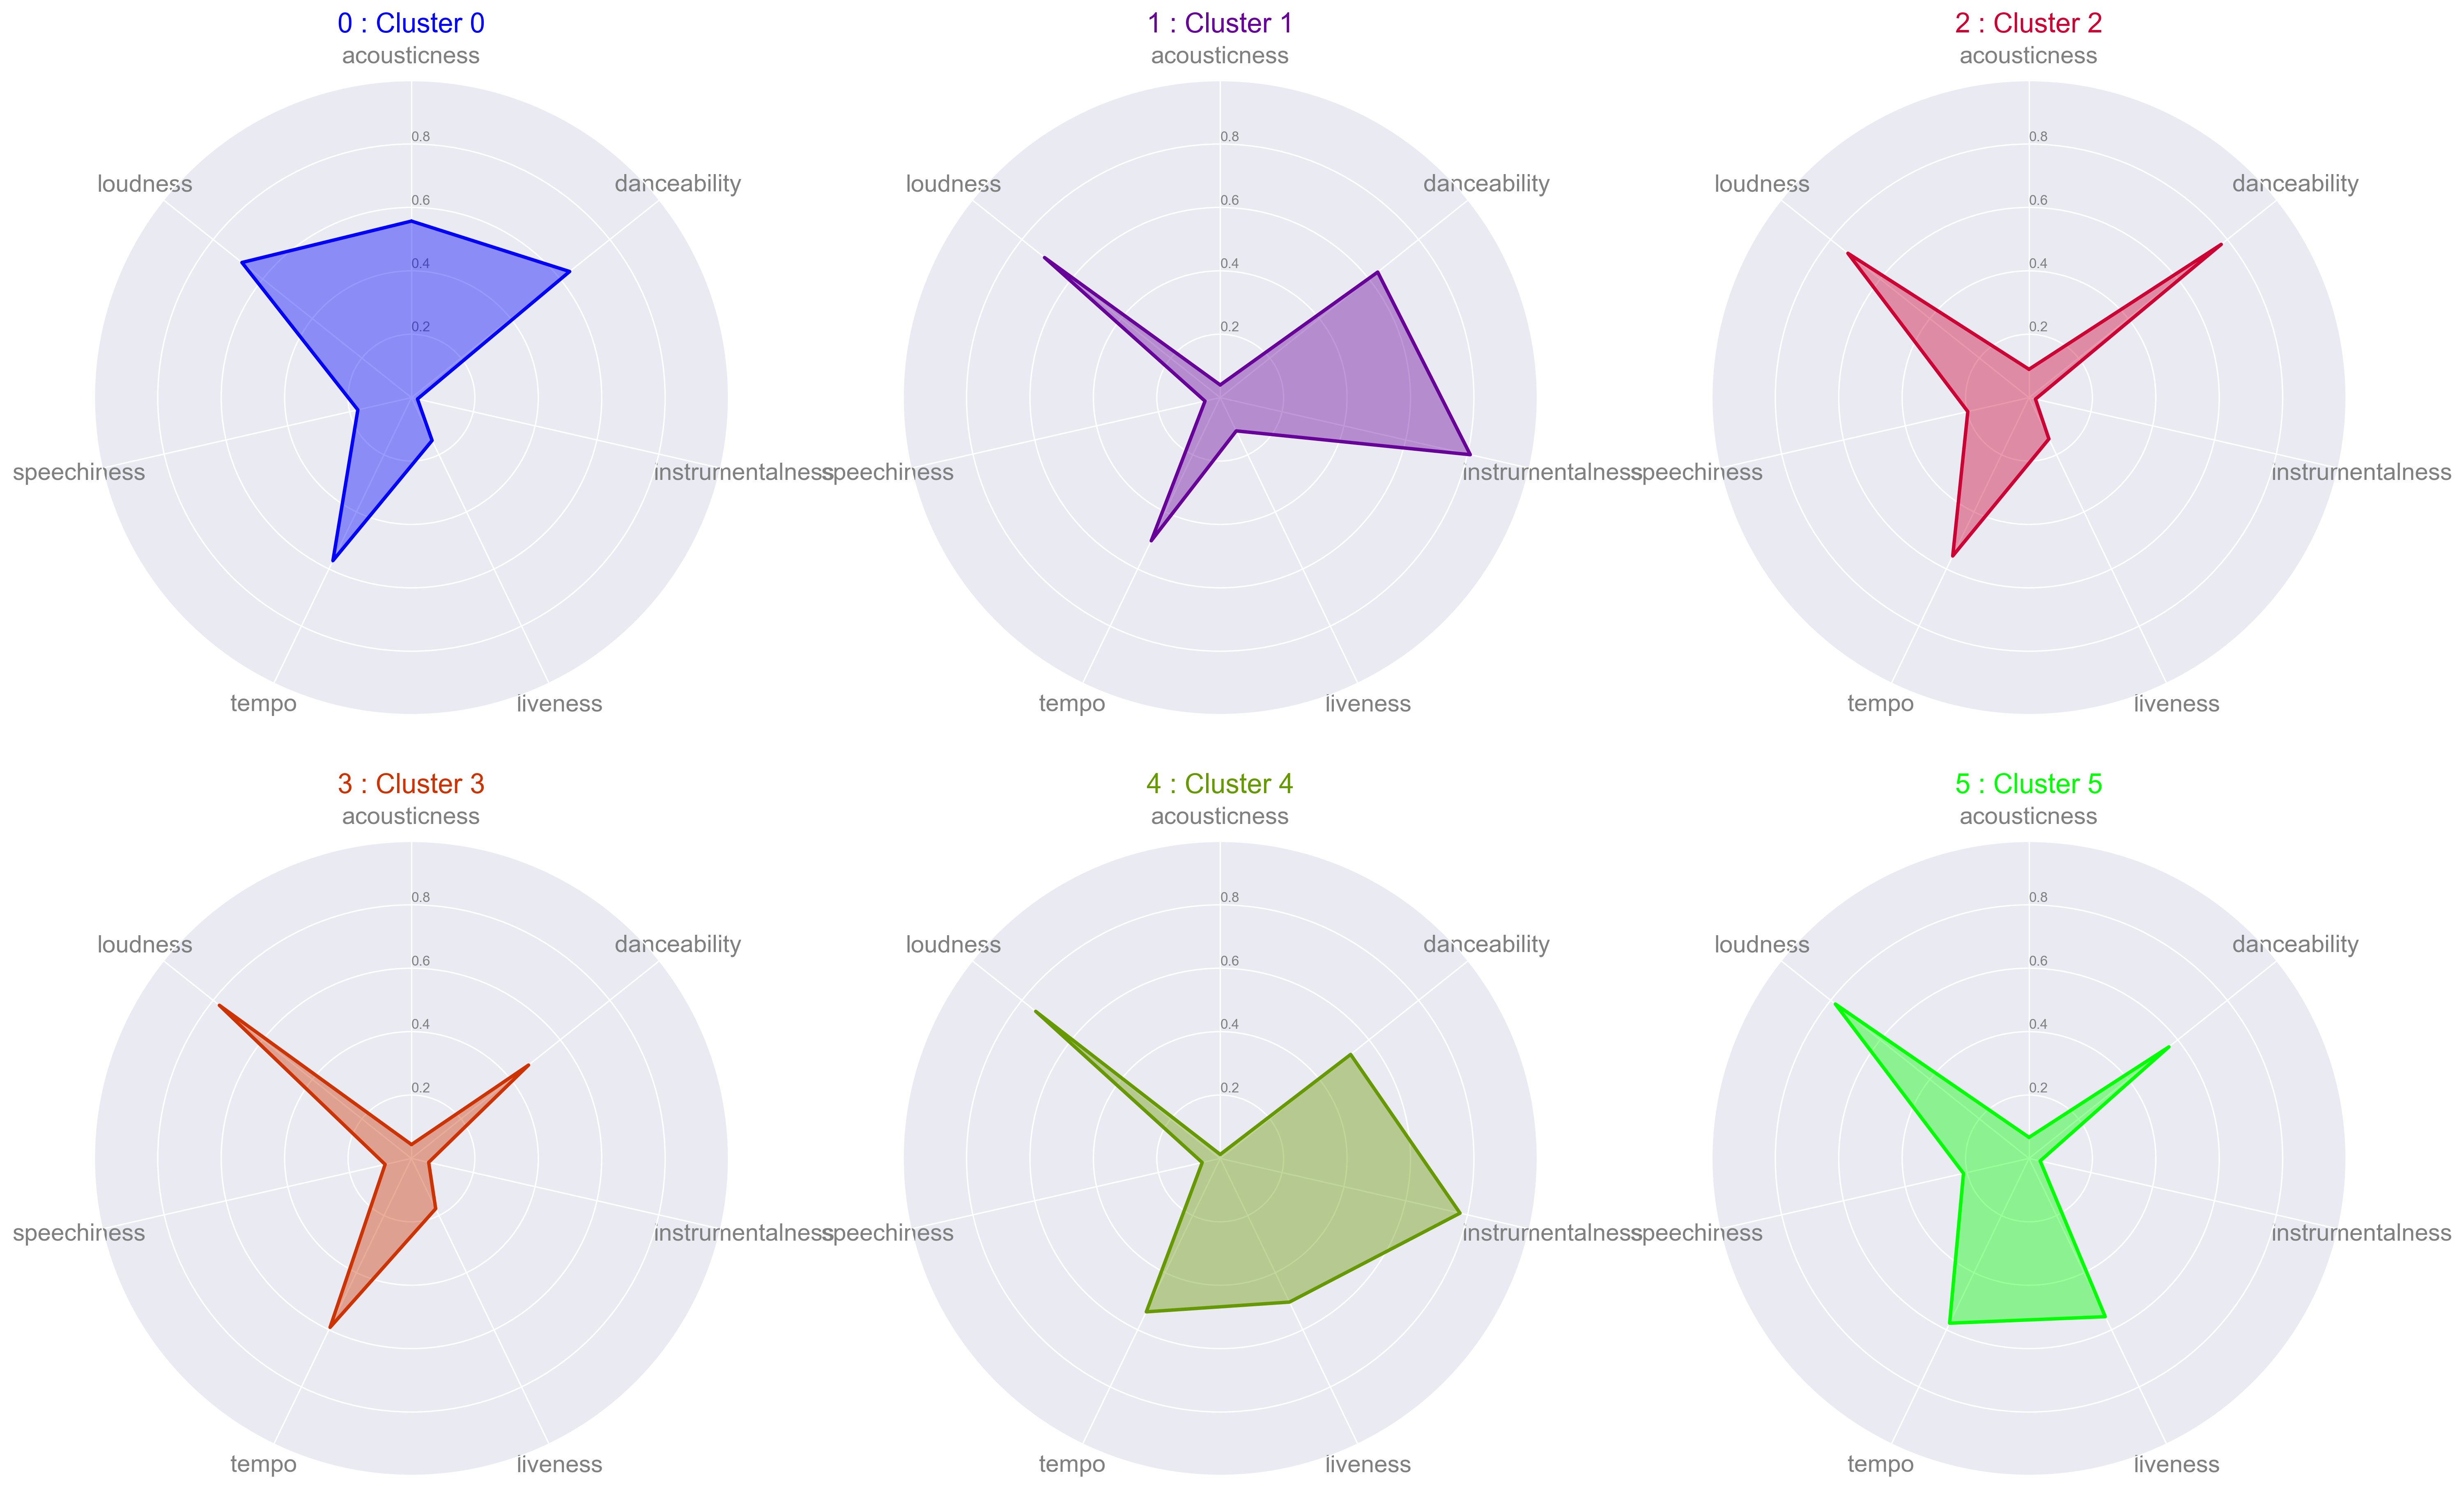 0 : Cluster 0
acousticness
0.8
loudness
danceability
0.6
0.4
0.2
speechiness
instrumentalness
tempo
liveness
1 : Cluster 1
acousticness
0.8
loudness
danceability
0.6
0.4
0.2
speechiness
instrumentalness
tempo
liveness
2 : Cluster 2
acousticness
0.8
loudness
danceability
0.6
0.4
0.2
speechiness
instrumentalness
tempo
liveness
3 : Cluster 3
acousticness
0.8
loudness
danceability
0.6
0.4
0.2
speechiness
instrumentalness
tempo
liveness
4 : Cluster 4
acousticness
0.8
loudness
danceability
0.6
0.4
0.2
speechiness
instrumentalness
tempo
liveness
5 : Cluster 5
acousticness
0.8
loudness
danceability
0.6
0.4
0.2
speechiness
instrumentalness
tempo
liveness